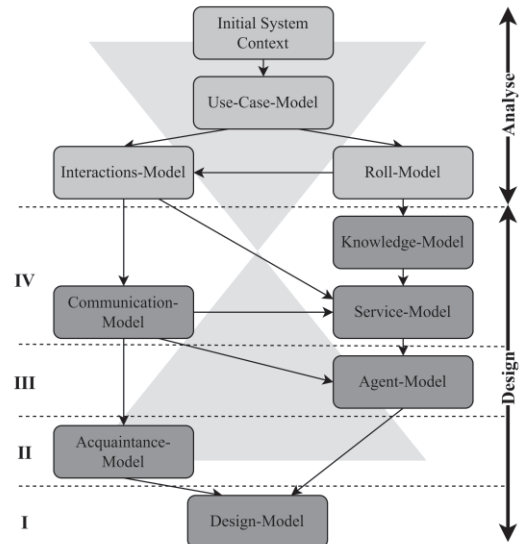 Initial System
Context
Use-Case-Model
Analyse
Interactions-Model
Roll-Model
Knowledge-Model
IV
Communication-
Model
Service-Model
Design
III
Agent-Model
II
Acquaintance-
Model
I
Design-Model